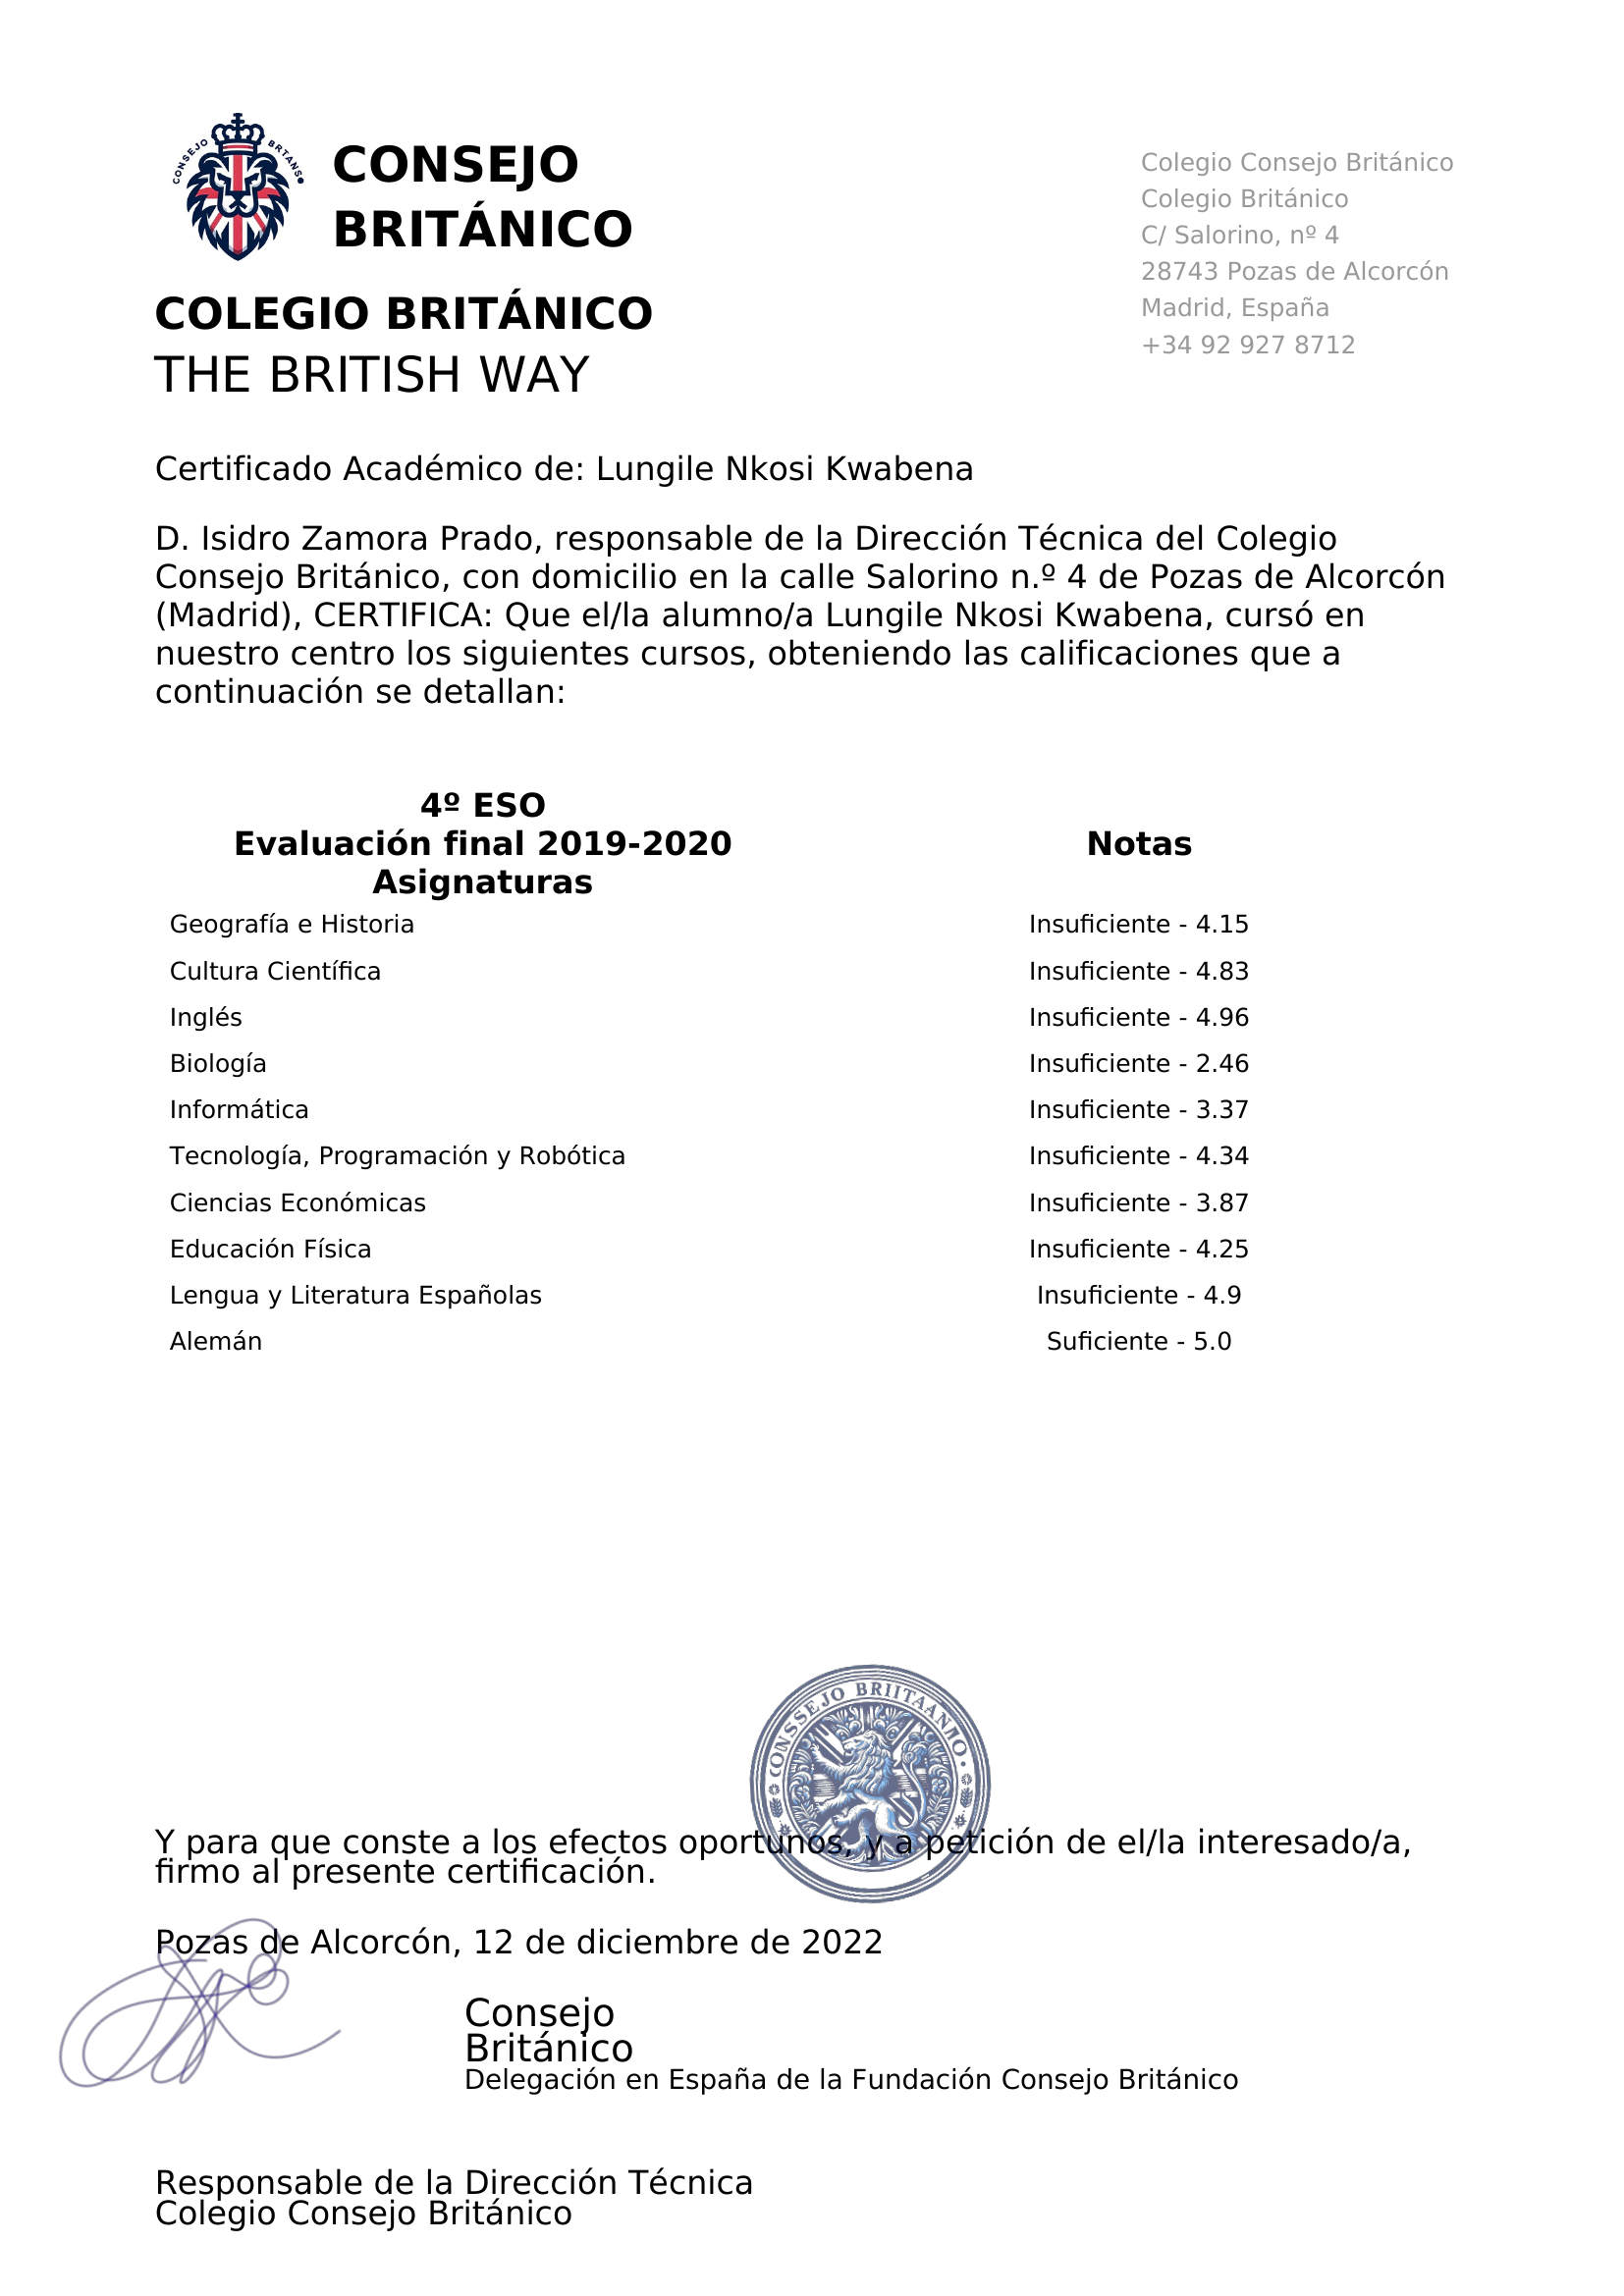 CONSEJO BRTANS
CONSEJO
BRITÁNICO
COLEGIO BRITÁNICO
THE BRITISH WAY
Colegio Consejo Británico
Colegio Británico
C/ Salorino, nº 4
28743 Pozas de Alcorcón
Madrid, España
+34 92 927 8712
Certificado Académico de: Lungile Nkosi Kwabena
D. Isidro Zamora Prado, responsable de la Dirección Técnica del Colegio
Consejo Británico, con domicilio en la calle Salorino n.º 4 de Pozas de Alcorcón
(Madrid), CERTIFICA: Que el/la alumno/a Lungile Nkosi Kwabena, cursó en
nuestro centro los siguientes cursos, obteniendo las calificaciones que a
continuación se detallan:
4º ESO
Evaluación final 2019-2020 Notas
Asignaturas
Geografía e Historia Insuficiente - 4.15
Cultura Científica Insuficiente - 4.83
Inglés Insuficiente - 4.96
Biología Insuficiente - 2.46
Informática Insuficiente - 3.37
Tecnología, Programación y Robótica Insuficiente - 4.34
Ciencias Económicas Insuficiente - 3.87
Educación Física Insuficiente - 4.25
Lengua y Literatura Españolas Insuficiente - 4.9
Alemán Suficiente - 5.0
CONSSEJO BRIITAANIO
Y para que conste a los efectos oportunos, y a petición de el/la interesado/a,
firmo al presente certificación.
Pozas de Alcorcón, 12 de diciembre de 2022
Consejo
Británico
Delegación en España de la Fundación Consejo Británico
Responsable de la Dirección Técnica
Colegio Consejo Británico